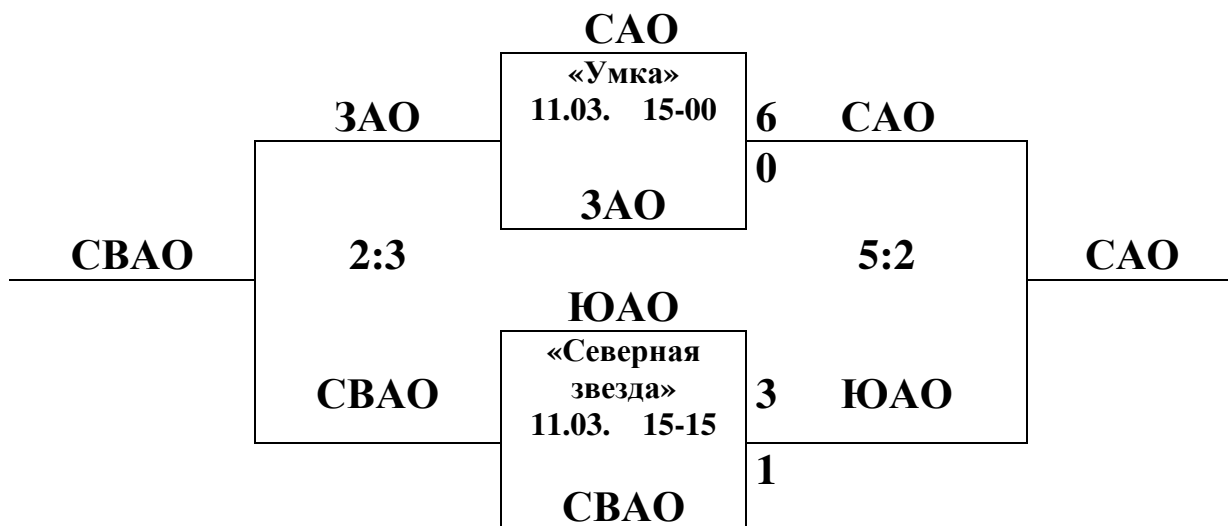 САО
«Умка»
11.03. 15-00
ЗАО
6
САО
0
ЗАО
СВАО
2:3
5:2
САО
ЮАО
«Северная
звезда»
СВАО
3
ЮАО
11.03. 15-15
1
СВАО